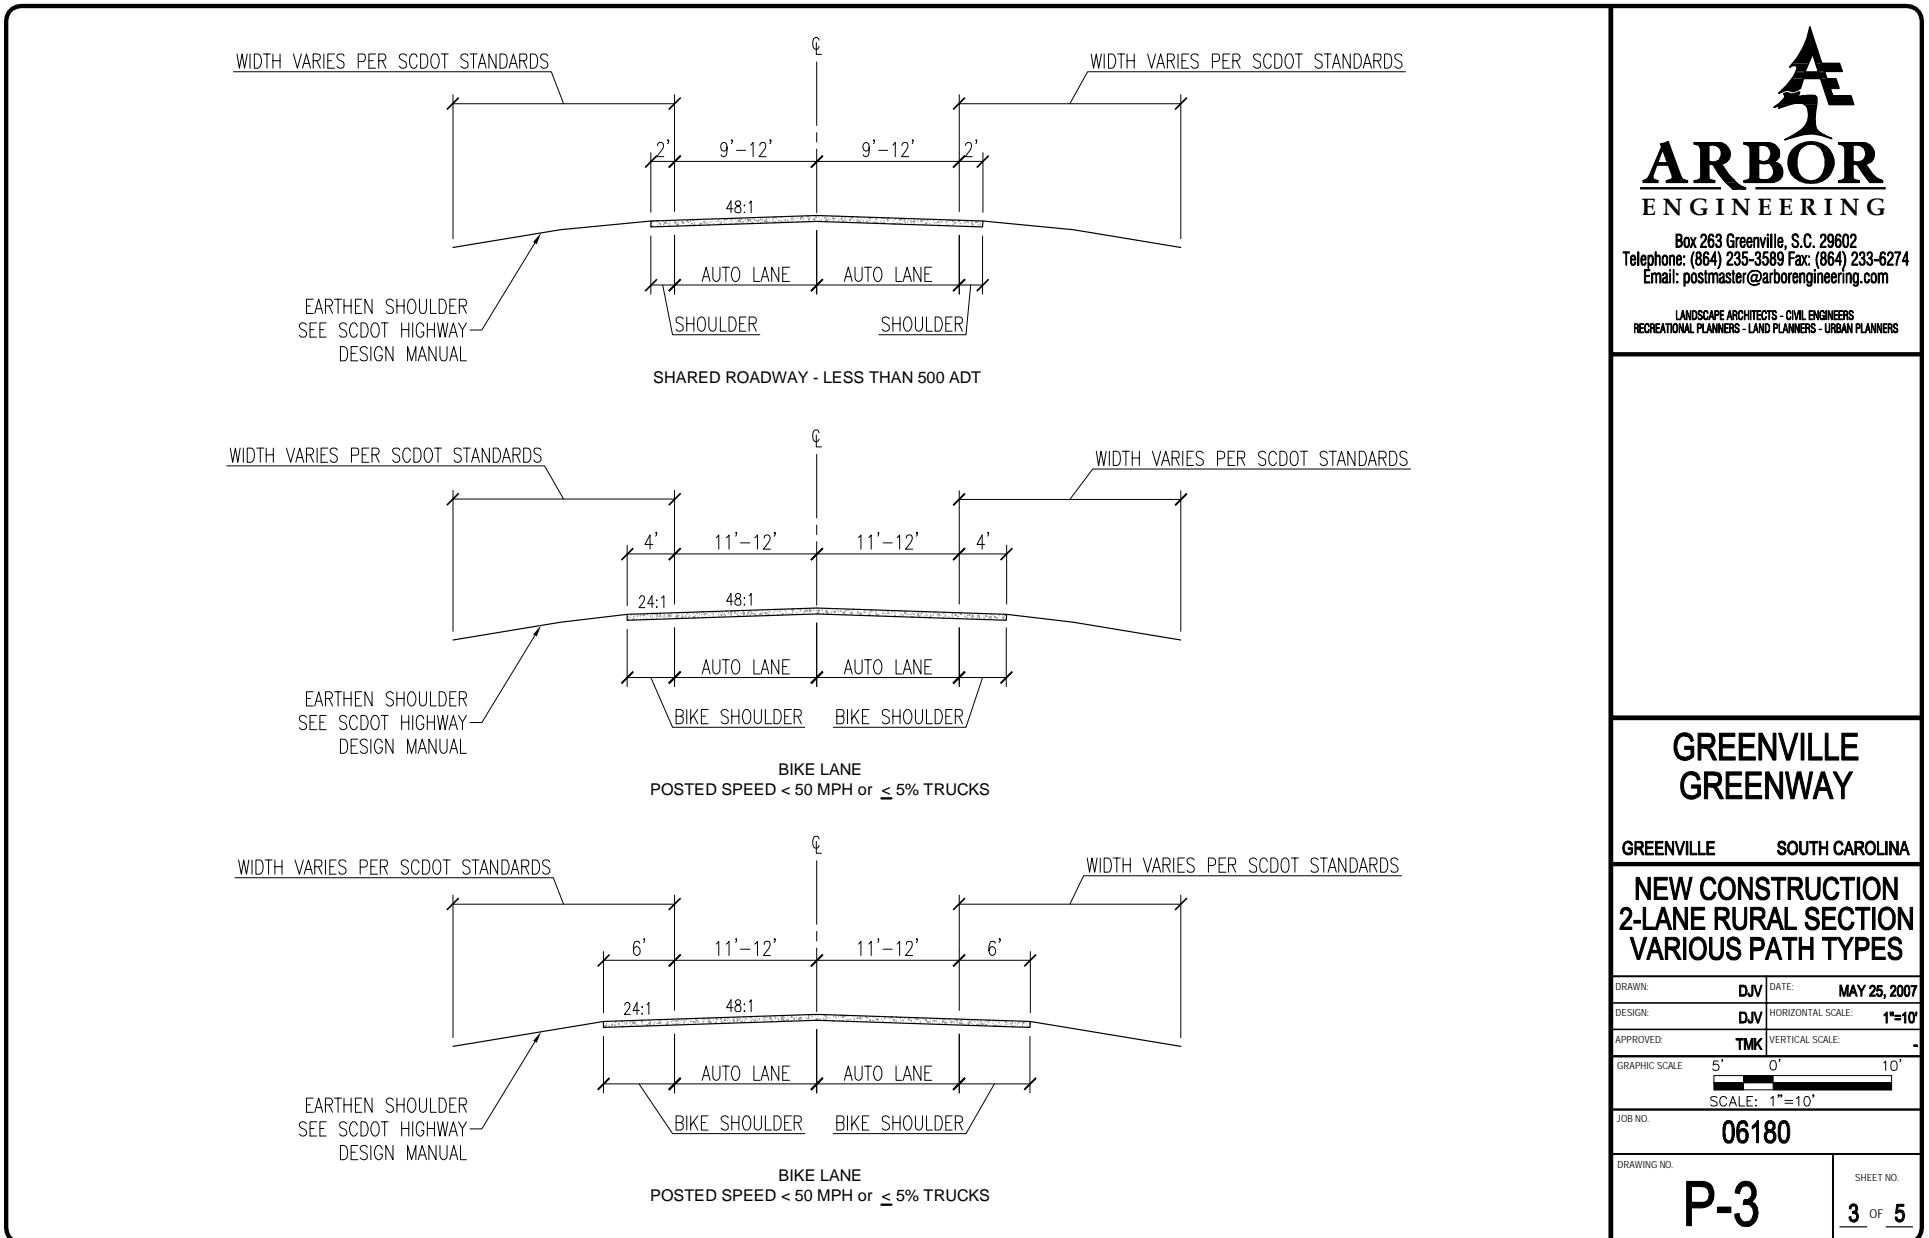 ℄
WIDTH VARIES PER SCDOT STANDARDS
WIDTH VARIES PER SCDOT STANDARDS
2'
9'-12'
9'-12'
2'
48:1
AUTO LANE
AUTO LANE
EARTHEN SHOULDER
SEE SCDOT HIGHWAY
DESIGN MANUAL
SHOULDER
SHOULDER
SHARED ROADWAY - LESS THAN 500 ADT
℄
WIDTH VARIES PER SCDOT STANDARDS
WIDTH VARIES PER SCDOT STANDARDS
4'
11'-12'
11'-12'
4'
24:1
48:1
AUTO LANE
AUTO LANE
EARTHEN SHOULDER
SEE SCDOT HIGHWAY
DESIGN MANUAL
BIKE SHOULDER
BIKE SHOULDER
BIKE LANE
POSTED SPEED < 50 MPH or ≤ 5% TRUCKS
℄
WIDTH VARIES PER SCDOT STANDARDS
WIDTH VARIES PER SCDOT STANDARDS
6'
11'-12'
11'-12'
6'
24:1
48:1
AUTO LANE
AUTO LANE
EARTHEN SHOULDER
SEE SCDOT HIGHWAY
DESIGN MANUAL
BIKE SHOULDER
BIKE SHOULDER
BIKE LANE
POSTED SPEED < 50 MPH or ≤ 5% TRUCKS
AE
ARBOR
ENGINEERING
Box 263 Greenville, S.C. 29602
Telephone: (864) 235-3589 Fax: (864) 233-6274
Email: postmaster@arborengineering.com
LANDSCAPE ARCHITECTS - CIVIL ENGINEERS
RECREATIONAL PLANNERS - LAND PLANNERS - URBAN PLANNERS
GREENVILLE
GREENWAY
GREENVILLE SOUTH CAROLINA
NEW CONSTRUCTION
2-LANE RURAL SECTION
VARIOUS PATH TYPES
DRAWN: DJV DATE: MAY 25, 2007
DESIGN: DJV HORIZONTAL SCALE: 1"=10'
APPROVED: TMK VERTICAL SCALE: -
GRAPHIC SCALE 5' 0' 10'
SCALE: 1"=10'
JOB NO. 06180
DRAWING NO. P-3
SHEET NO.
3 OF 5